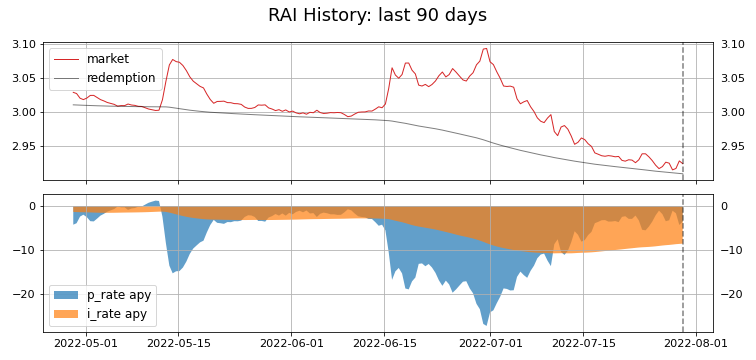 RAI History: last 90 days
3.10
3.05
3.00
2.95
market
redemption
3.10
3.05
3.00
2.95
0
−10
−20
p_rate apy
i_rate apy
0
−10
−20
2022-05-01 2022-05-15 2022-06-01 2022-06-15 2022-07-01 2022-07-15 2022-08-01